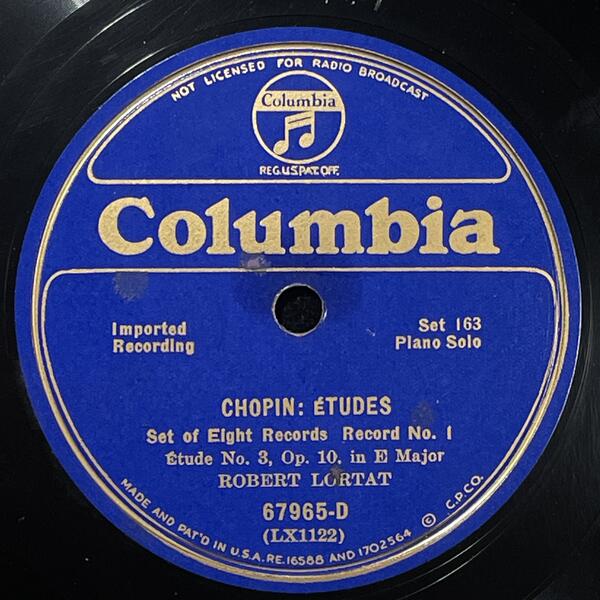 NOT LICENSED FOR RADIO BROADCAST
Columbia
REG.U.S.PAT.OFF.
Columbia
Imported
Recording
Set 163
Piano Solo
CHOPIN: ÉTUDES
Set of Eight Records Record No. 1
Étude No. 3, Op. 10, in E Major
ROBERT LORTAT
67965-D
(LX1122)
MADE AND PAT'D IN U.S.A. RE.16588 AND 1702564 © C.P.CO.